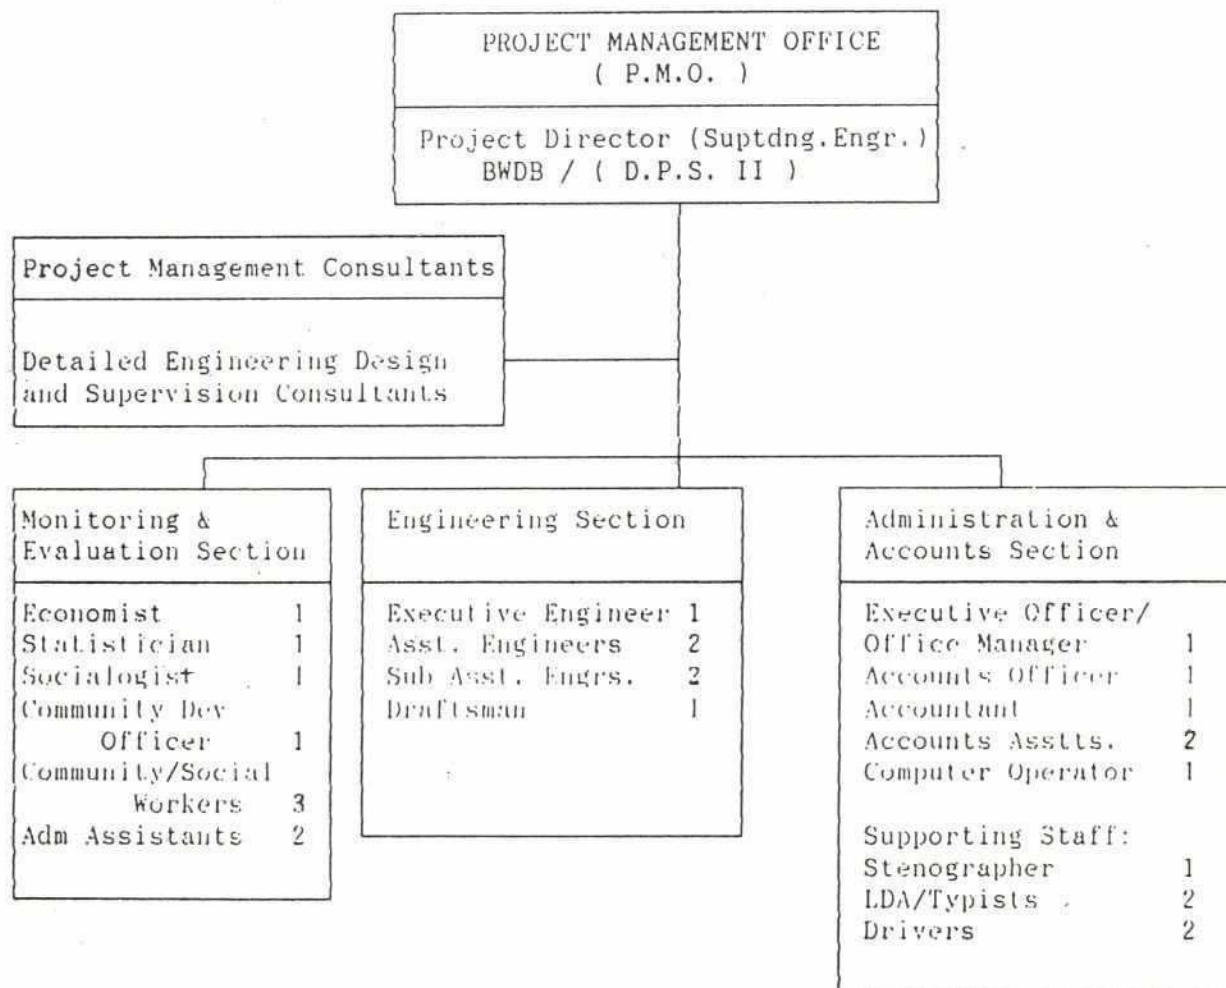 PROJECT MANAGEMENT OFFICE
( P.M.O. )
Project Director (Suptdng.Engr.)
BWDB / ( D.P.S. II )
Project Management Consultants
Detailed Engineering Design
and Supervision Consultants
Monitoring &
Evaluation Section
Economist 1
Statistician 1
Socialogist 1
Community Dev
Officer 1
Community/Social
Workers 3
Adm Assistants 2
Engineering Section
Executive Engineer 1
Asst. Engineers 2
Sub Asst. Engrs. 2
Draftsman 1
Administration &
Accounts Section
Executive Officer/
Office Manager 1
Accounts Officer 1
Accountant 1
Accounts Asstts. 2
Computer Operator 1
Supporting Staff:
Stenographer 1
LDA/Typists 2
Drivers 2